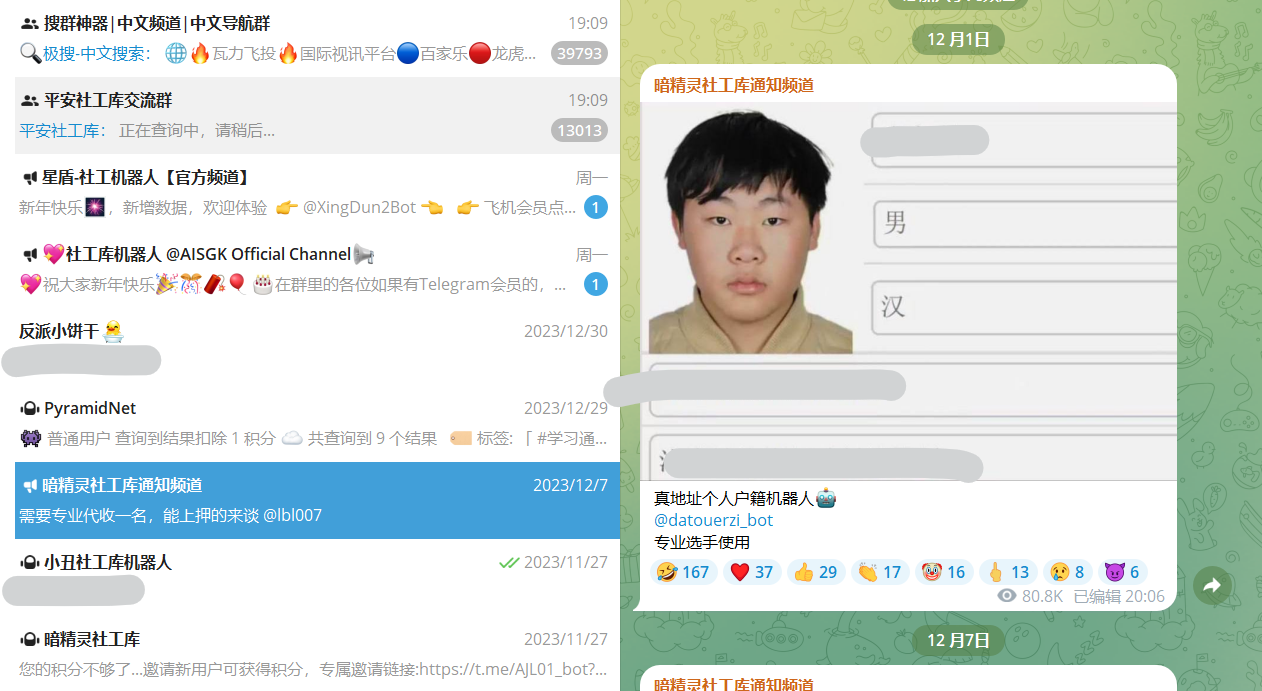 搜群神器|中文频道|中文导航群
19:09
极搜-中文搜索： 瓦力飞投🔥国际视讯平台🔵百家乐🔴龙虎...
39793
平安社工库交流群
19:09
平安社工库： 正在查询中，请稍后...
13013
星盾-社工机器人【官方频道】
周一
新年快乐🎆，新增数据，欢迎体验 👉 @XingDun2Bot 👈 👉 飞机会员点...
1
💖社工库机器人 @AISGK Official Channel📢
周一
💖祝大家新年快乐🎉🎊🧨🎈 🎂在群里的各位如果有Telegram会员的， ...
1
反派小饼干
2023/12/30
PyramidNet
2023/12/29
👾 普通用户 查询到结果扣除 1 积分 ☁️ 共查询到 9 个结果 🏷️ 标签: 「 #学习通...
暗精灵社工库通知频道
2023/12/7
需要专业代收一名，能上押的来谈 @lbl007
小丑社工库机器人
2023/11/27
暗精灵社工库
2023/11/27
您的积分不够了...邀请新用户可获得积分，专属邀请链接:https://t.me/AJL01_bot?...
12 月1日
暗精灵社工库通知频道
男
汉
真地址个人户籍机器人🤖
@datouerzi_bot
专业选手使用
🤣 167 ❤️ 37 👍 29 👏 17 🤡 16 🖕 13 😢 8 😈 6
80.8K 已编辑 20:06
12 月7日
暗精灵社工库通知频道